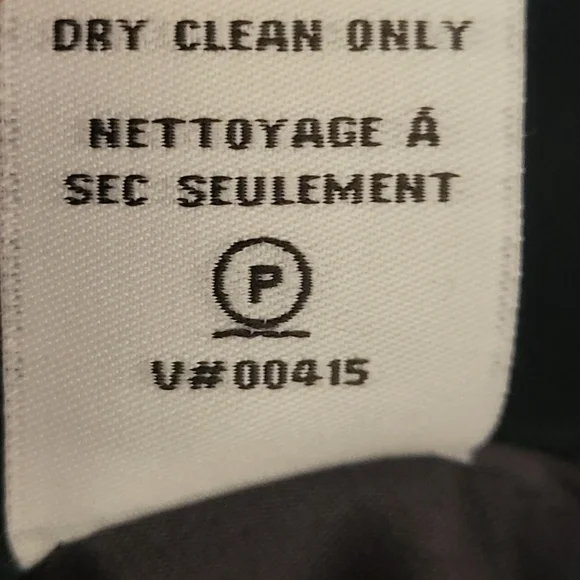 DRY CLEAN ONLY
NETTOYAGE Á
SEC SEULEMENT
P
V#00415